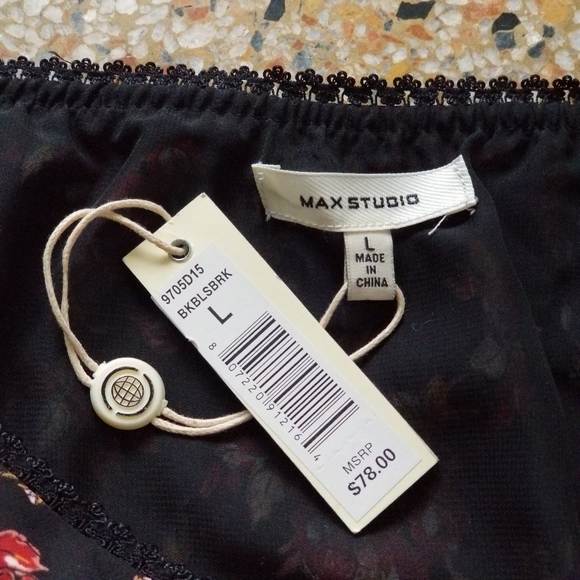 MAX STUDIO
L
MADE
IN
CHINA
9705D15
BKBLSBRK
L
8 07220 91216 4
MSRP
$78.00